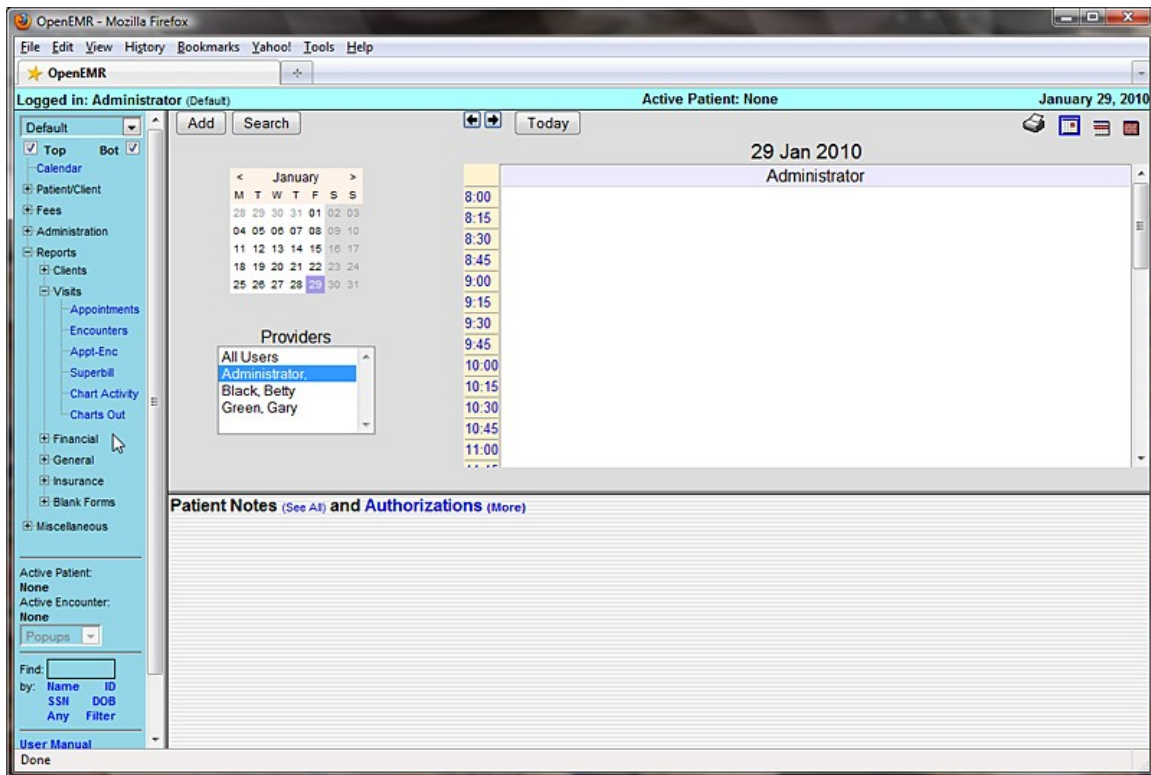 OpenEMR - Mozilla Firefox
File Edit View History Bookmarks Yahoo! Tools Help
OpenEMR
Logged in: Administrator (Default) Active Patient: None January 29, 2010
Default
Top Bot
Calendar
Patient/Client
Fees
Administration
Reports
Clients
Visits
Appointments
Encounters
Appt-Enc
Superbill
Chart Activity
Charts Out
Financial
General
Insurance
Blank Forms
Miscellaneous
Active Patient:
None
Active Encounter:
None
Popups
Find:
by: Name ID
SSN DOB
Any Filter
User Manual
Add Search
< January >
M T W T F S S
28 29 30 31 01 02 03
04 05 06 07 08 09 10
11 12 13 14 15 16 17
18 19 20 21 22 23 24
25 26 27 28 29 30 31
Providers
All Users
Administrator,
Black, Betty
Green, Gary
Today
29 Jan 2010
Administrator
8:00
8:15
8:30
8:45
9:00
9:15
9:30
9:45
10:00
10:15
10:30
10:45
11:00
Patient Notes (See All) and Authorizations (More)
Done